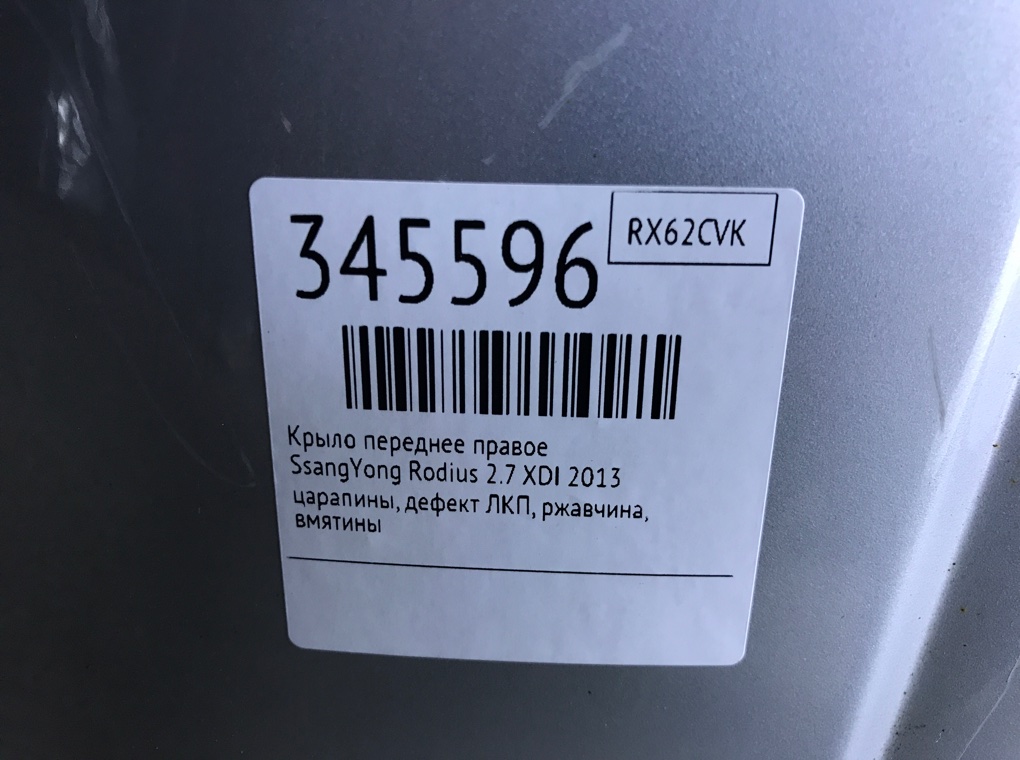 345596
RX62CVK
Крыло переднее правое
SsangYong Rodius 2.7 XDI 2013
царапины, дефект ЛКП, ржавчина,
вмятины